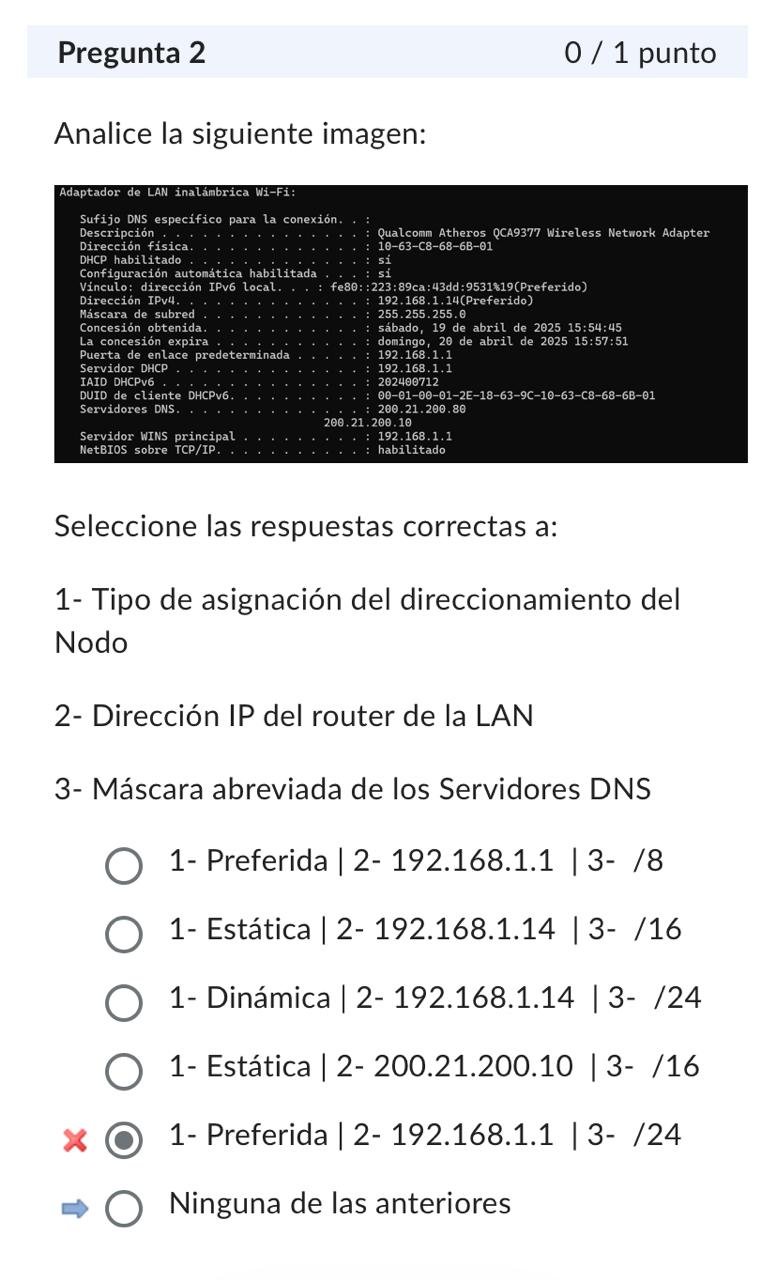 Pregunta 2 0 / 1 punto
Analice la siguiente imagen:
Adaptador de LAN inalámbrica Wi-Fi:
Sufijo DNS específico para la conexión. . :
Descripción . . . . . . . . . . . . . . . : Qualcomm Atheros QCA9377 Wireless Network Adapter
Dirección física. . . . . . . . . . . . . : 10-63-C8-68-6B-01
DHCP habilitado . . . . . . . . . . . . . : sí
Configuración automática habilitada . . . : sí
Vínculo: dirección IPv6 local. . . : fe80::223:89ca:43dd:9531%19(Preferido)
Dirección IPv4. . . . . . . . . . . . . . : 192.168.1.14(Preferido)
Máscara de subred . . . . . . . . . . . . : 255.255.255.0
Concesión obtenida. . . . . . . . . . . . : sábado, 19 de abril de 2025 15:54:45
La concesión expira . . . . . . . . . . . : domingo, 20 de abril de 2025 15:57:51
Puerta de enlace predeterminada . . . . . : 192.168.1.1
Servidor DHCP . . . . . . . . . . . . . . : 192.168.1.1
IAID DHCPv6 . . . . . . . . . . . . . . . : 202400712
DUID de cliente DHCPv6. . . . . . . . . . : 00-01-00-01-2E-18-63-9C-10-63-C8-68-6B-01
Servidores DNS. . . . . . . . . . . . . . : 200.21.200.80
200.21.200.10
Servidor WINS principal . . . . . . . . . : 192.168.1.1
NetBIOS sobre TCP/IP. . . . . . . . . . . : habilitado
Seleccione las respuestas correctas a:
1- Tipo de asignación del direccionamiento del
Nodo
2- Dirección IP del router de la LAN
3- Máscara abreviada de los Servidores DNS
1- Preferida | 2- 192.168.1.1 | 3- /8
1- Estática | 2- 192.168.1.14 | 3- /16
1- Dinámica | 2- 192.168.1.14 | 3- /24
1- Estática | 2- 200.21.200.10 | 3- /16
1- Preferida | 2- 192.168.1.1 | 3- /24
Ninguna de las anteriores